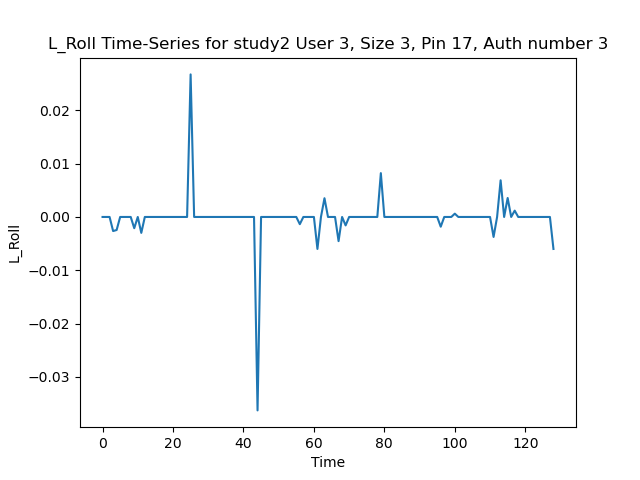 L_Roll Time-Series for study2 User 3, Size 3, Pin 17, Auth number 3
0.02
0.01
0.00
−0.01
−0.02
−0.03
L_Roll
0 20 40 60 80 100 120
Time